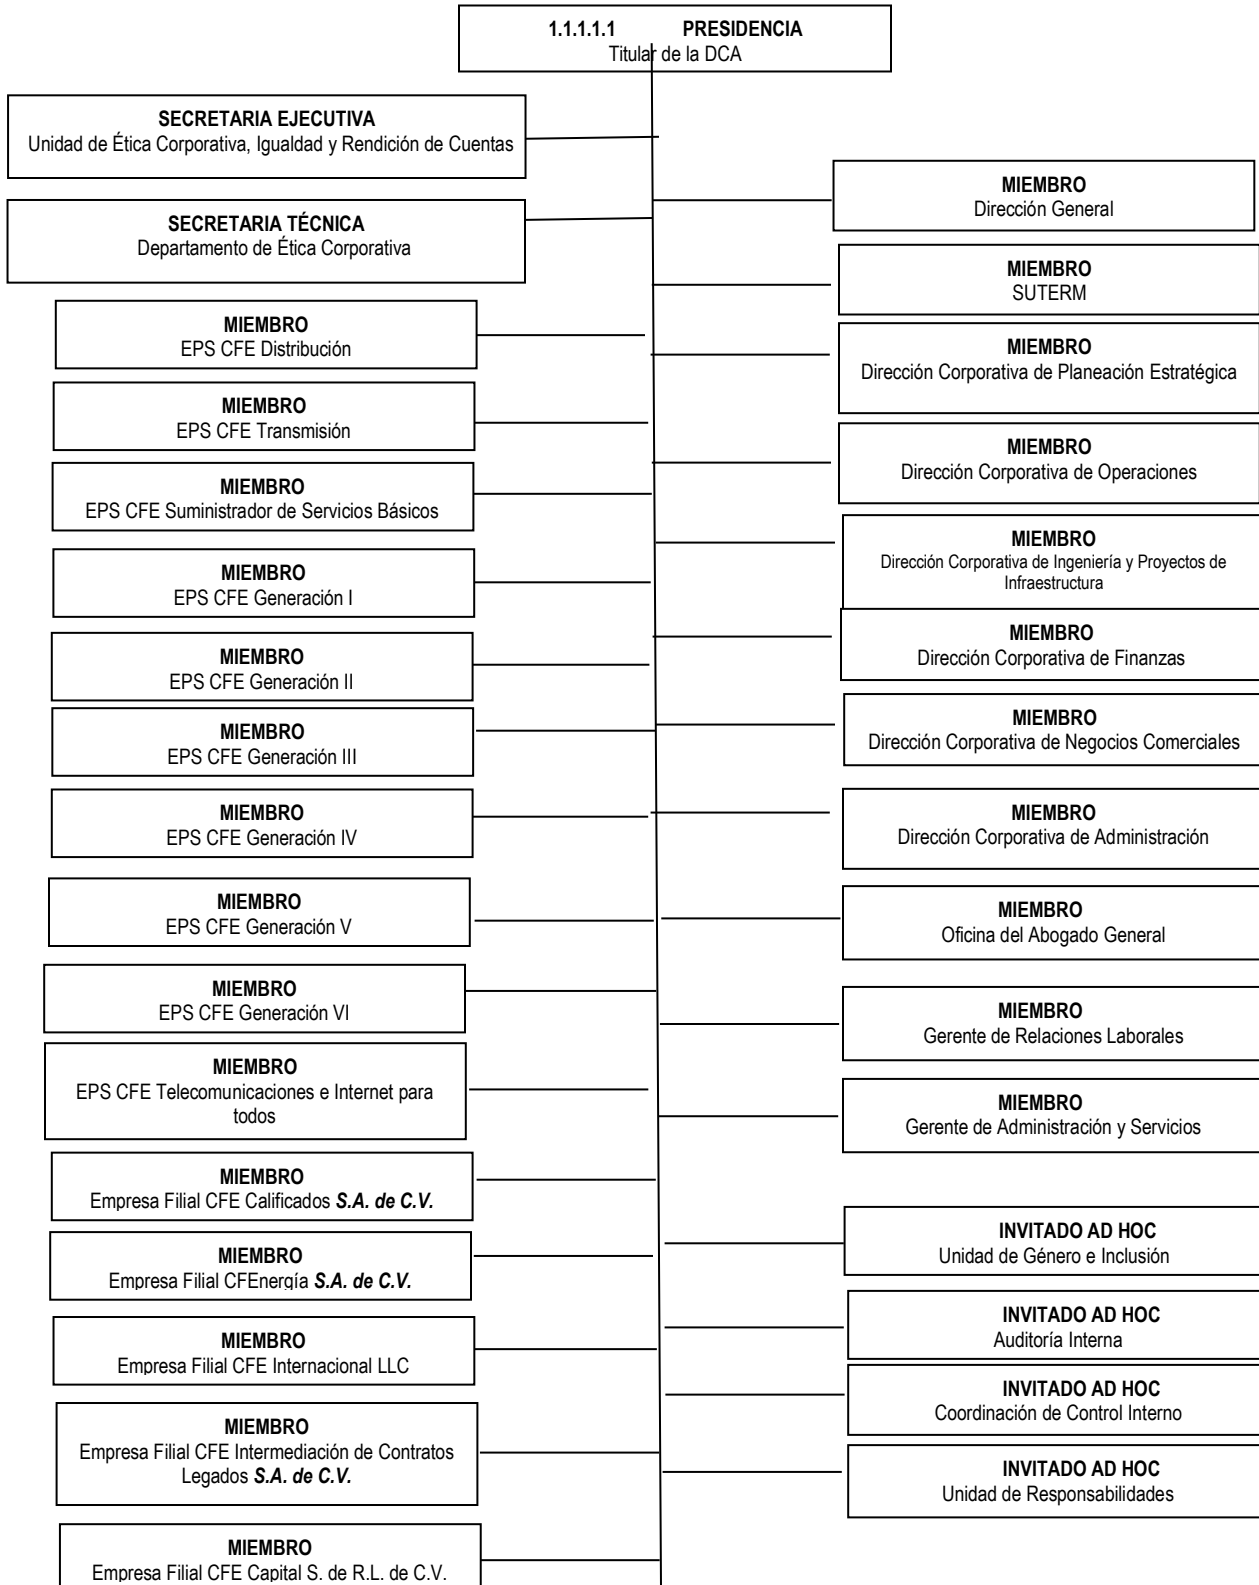 1.1.1.1.1 PRESIDENCIA
Titular de la DCA
SECRETARIA EJECUTIVA
Unidad de Ética Corporativa, Igualdad y Rendición de Cuentas
SECRETARIA TÉCNICA
Departamento de Ética Corporativa
MIEMBRO
EPS CFE Distribución
MIEMBRO
EPS CFE Transmisión
MIEMBRO
EPS CFE Suministrador de Servicios Básicos
MIEMBRO
EPS CFE Generación I
MIEMBRO
EPS CFE Generación II
MIEMBRO
EPS CFE Generación III
MIEMBRO
EPS CFE Generación IV
MIEMBRO
EPS CFE Generación V
MIEMBRO
EPS CFE Generación VI
MIEMBRO
EPS CFE Telecomunicaciones e Internet para
todos
MIEMBRO
Empresa Filial CFE Calificados S.A. de C.V.
MIEMBRO
Empresa Filial CFEnergía S.A. de C.V.
MIEMBRO
Empresa Filial CFE Internacional LLC
MIEMBRO
Empresa Filial CFE Intermediación de Contratos
Legados S.A. de C.V.
MIEMBRO
Empresa Filial CFE Capital S. de R.L. de C.V.
MIEMBRO
Dirección General
MIEMBRO
SUTERM
MIEMBRO
Dirección Corporativa de Planeación Estratégica
MIEMBRO
Dirección Corporativa de Operaciones
MIEMBRO
Dirección Corporativa de Ingeniería y Proyectos de
Infraestructura
MIEMBRO
Dirección Corporativa de Finanzas
MIEMBRO
Dirección Corporativa de Negocios Comerciales
MIEMBRO
Dirección Corporativa de Administración
MIEMBRO
Oficina del Abogado General
MIEMBRO
Gerente de Relaciones Laborales
MIEMBRO
Gerente de Administración y Servicios
INVITADO AD HOC
Unidad de Género e Inclusión
INVITADO AD HOC
Auditoría Interna
INVITADO AD HOC
Coordinación de Control Interno
INVITADO AD HOC
Unidad de Responsabilidades